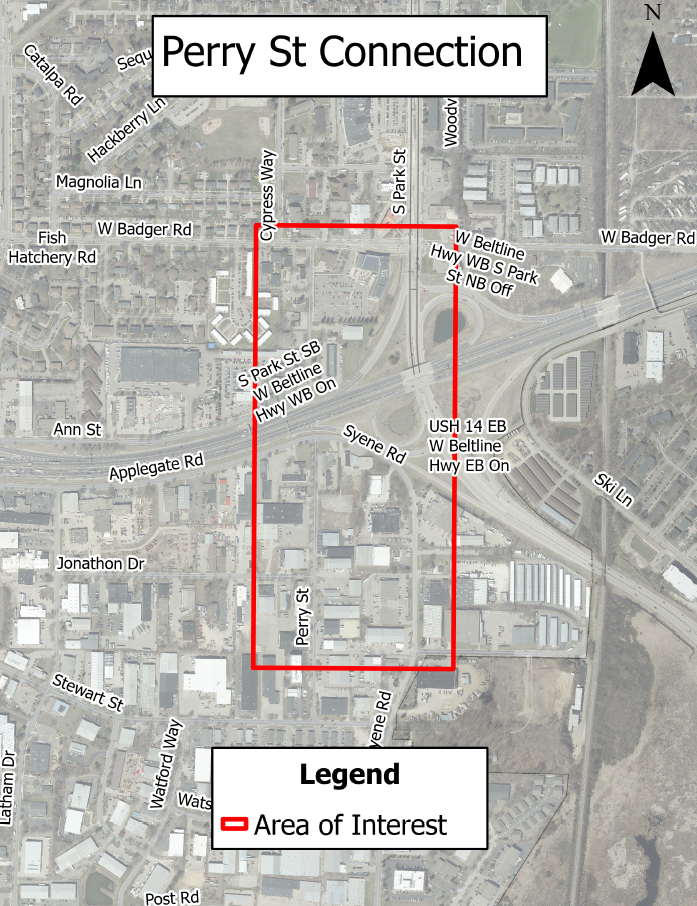 Perry St Connection
N
Sequ
Catalpa Rd
Hackberry Ln
Woodv
Magnolia Ln
Cypress Way
S Park St
W Badger Rd
Fish
Hatchery Rd
W Beltline
Hwy WB S Park
St NB Off
W Badger Rd
S Park St SB
W Beltline
Hwy WB On
Ann St
Syene Rd
USH 14 EB
W Beltline
Hwy EB On
Applegate Rd
Ski Ln
Jonathon Dr
Perry St
Stewart St
yene Rd
Watford Way
Latham Dr
Wats
Legend
Area of Interest
Post Rd